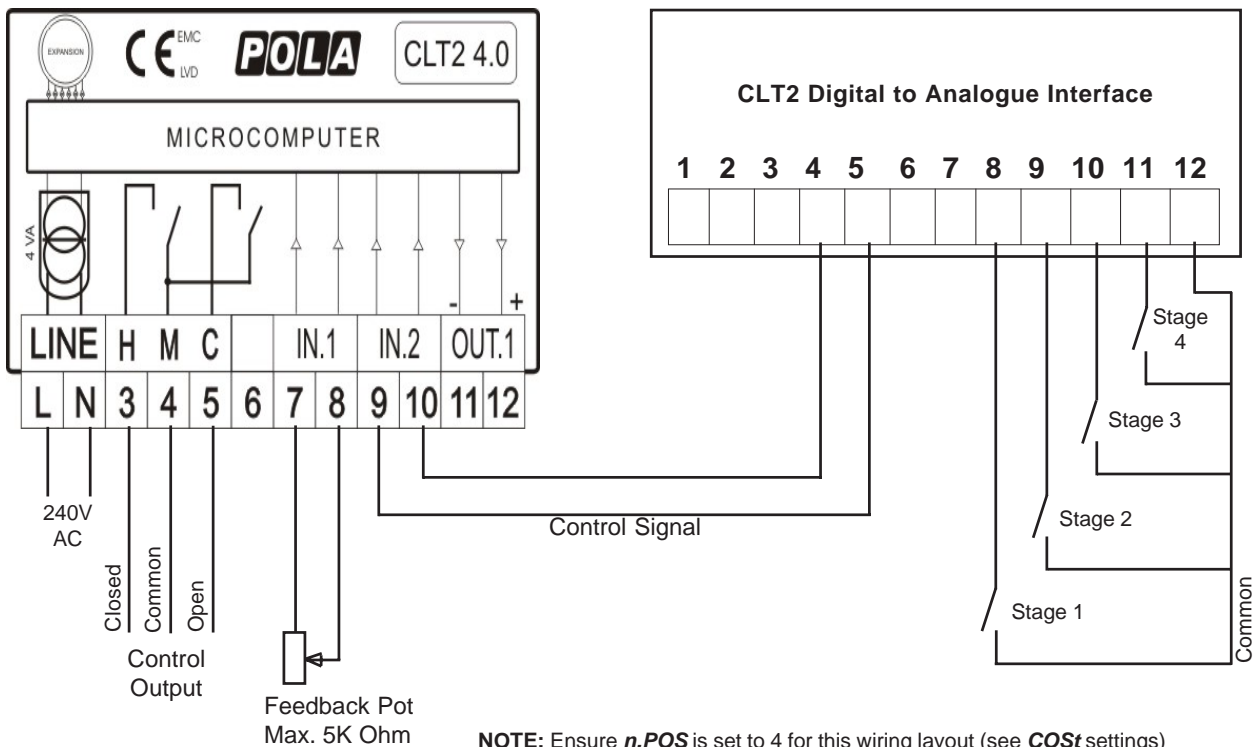 EXPANSION
CE EMC
LVD
POLA
CLT2 4.0
MICROCOMPUTER
4 VA
- +
LINE H M C IN.1 IN.2 OUT.1
L N 3 4 5 6 7 8 9 10 11 12
240V
AC
Closed
Common
Open
Control
Output
Feedback Pot
Max. 5K Ohm
Control Signal
CLT2 Digital to Analogue Interface
1 2 3 4 5 6 7 8 9 10 11 12
Stage
4
Stage 3
Stage 2
Stage 1
Common
NOTE: Ensure n.POS is set to 4 for this wiring layout (see COSt settings)